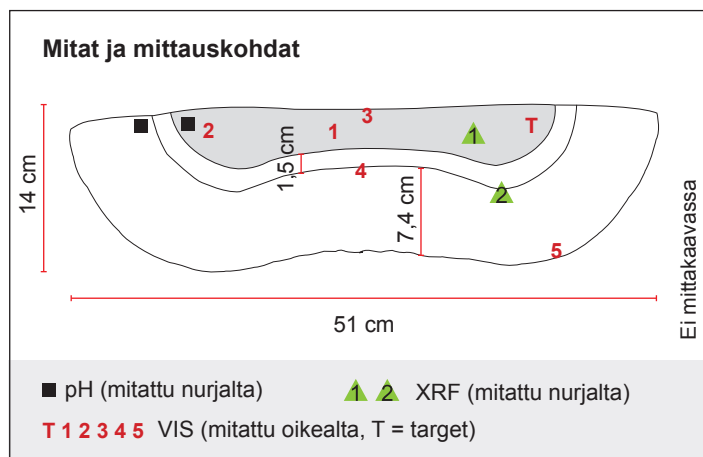 Mitat ja mittauskohdat
3
2 1 1 T
1,5 cm
4
2
14 cm
7,4 cm
5
51 cm
Ei mittakaavassa
pH (mitattu nurjalta)
1 2 XRF (mitattu nurjalta)
T 1 2 3 4 5 VIS (mitattu oikealta, T = target)